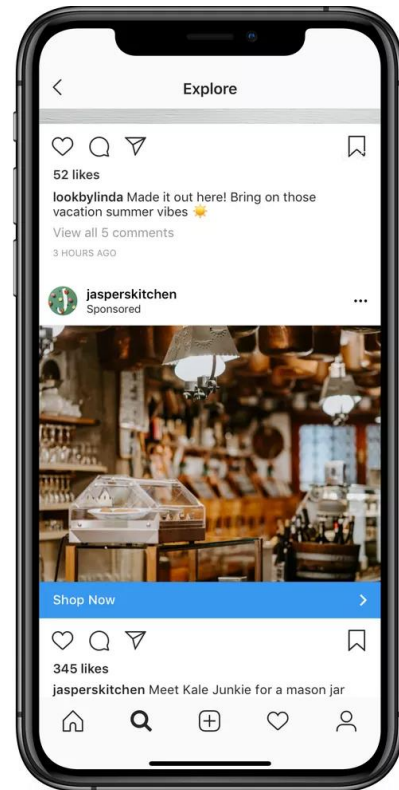 Explore
52 likes
lookbylinda Made it out here! Bring on those
vacation summer vibes ☀️
View all 5 comments
3 HOURS AGO
jasperskitchen
Sponsored
Shop Now
345 likes
jasperskitchen Meet Kale Junkie for a mason jar